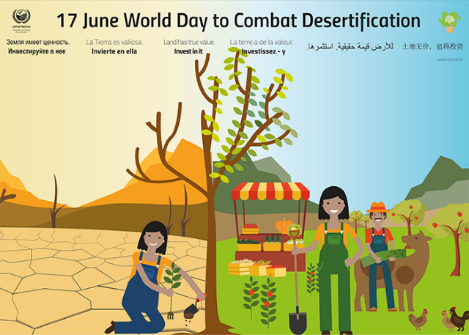 17 June World Day to Combat Desertification
Земля имеет ценность.
Инвестируйте в нее
La Tierra es valiosa.
Invierte en ella
Land has true value.
Invest in it
La terre a de la valeur.
Investissez - y
للأرض قيمة حقيقية. استثمرها.
土地无价，值得投资